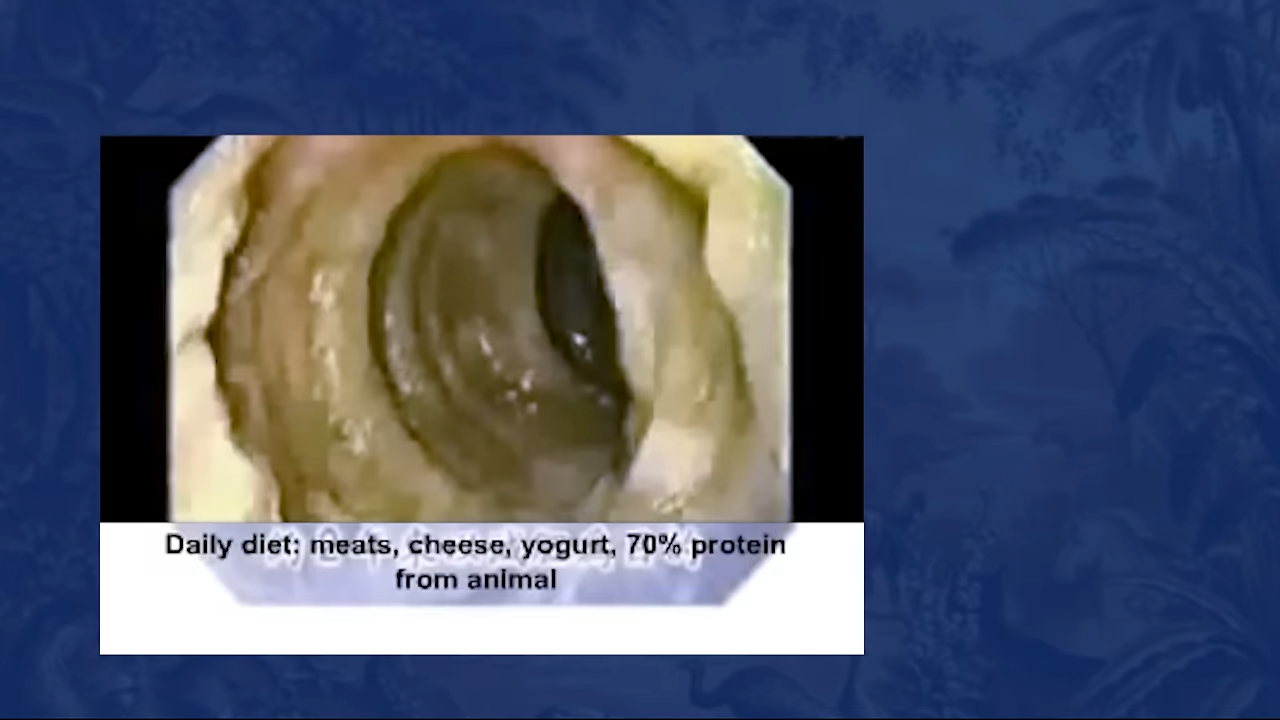 Daily diet: meats, cheese, yogurt, 70% protein
from animal